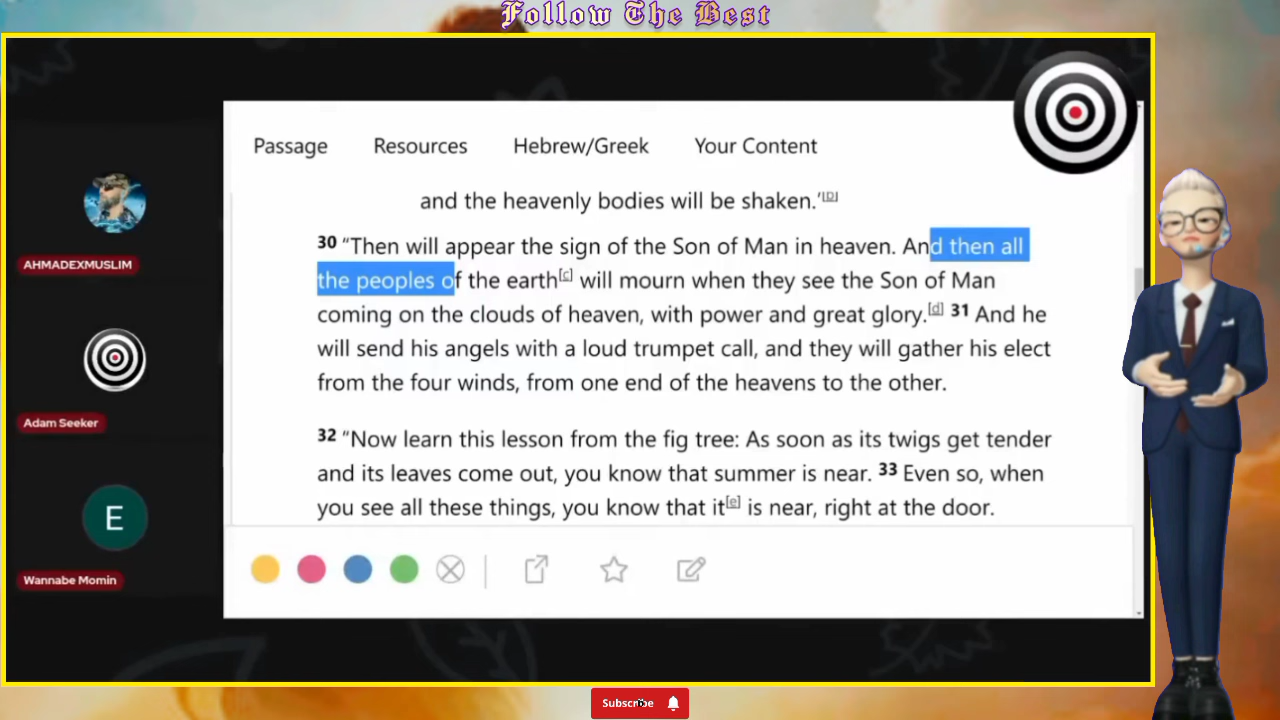 Follow The Best
Passage Resources Hebrew/Greek Your Content
and the heavenly bodies will be shaken.’[b]
30 “Then will appear the sign of the Son of Man in heaven. And then all
the peoples of the earth[c] will mourn when they see the Son of Man
coming on the clouds of heaven, with power and great glory.[d] 31 And he
will send his angels with a loud trumpet call, and they will gather his elect
from the four winds, from one end of the heavens to the other.
32 “Now learn this lesson from the fig tree: As soon as its twigs get tender
and its leaves come out, you know that summer is near. 33 Even so, when
you see all these things, you know that it[e] is near, right at the door.
AHMADEXMUSLIM
Adam Seeker
E
Wannabe Momin
Subscribe